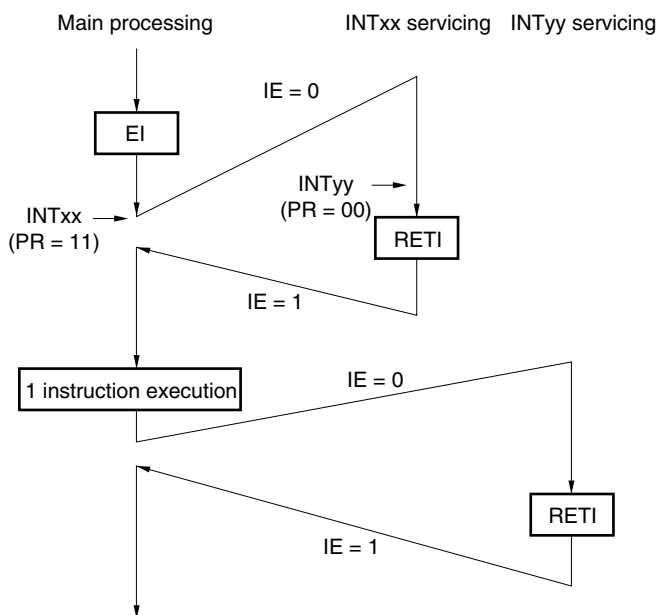 Main processing
INTxx servicing
INTyy servicing
IE = 0
EI
INTyy
(PR = 00)
INTxx
(PR = 11)
RETI
IE = 1
1 instruction execution
IE = 0
RETI
IE = 1